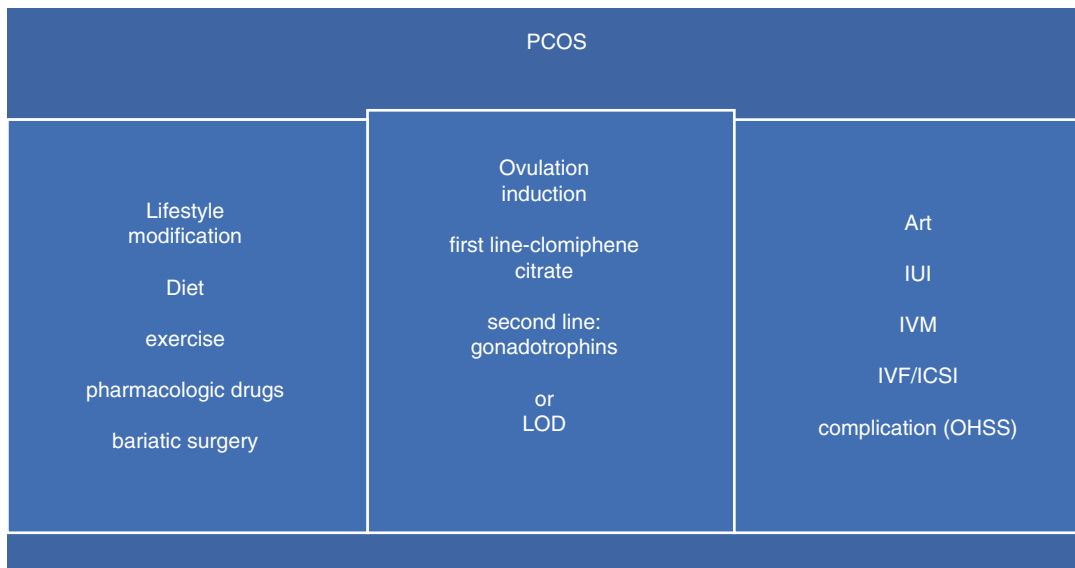 PCOS
Lifestyle
modification
Diet
exercise
pharmacologic drugs
bariatic surgery
Ovulation
induction
first line-clomiphene
citrate
second line:
gonadotrophins
or
LOD
Art
IUI
IVM
IVF/ICSI
complication (OHSS)